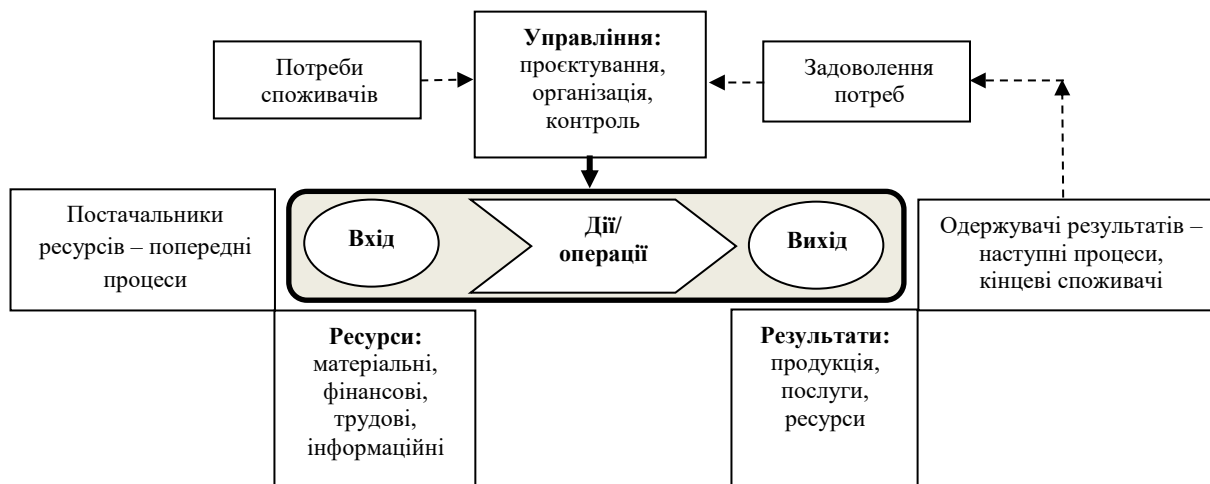 Потреби
споживачів
Управління:
проєктування,
організація,
контроль
Задоволення
потреб
Постачальники
ресурсів – попередні
процеси
Вхід
Дії/
операції
Вихід
Одержувачі результатів –
наступні процеси,
кінцеві споживачі
Ресурси:
матеріальні,
фінансові,
трудові,
інформаційні
Результати:
продукція,
послуги,
ресурси